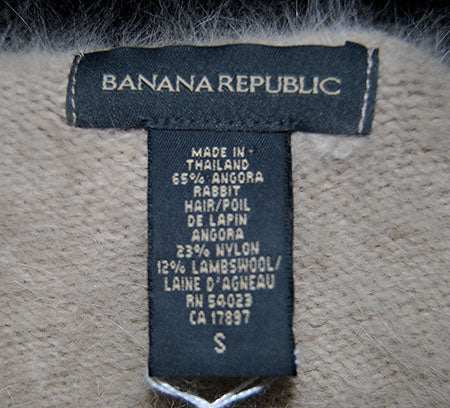 BANANA REPUBLIC
MADE IN
THAILAND
65% ANGORA
RABBIT
HAIR/POIL
DE LAPIN
ANGORA
23% NYLON
12% LAMBSWOOL/
LAINE D'AGNEAU
RN 54023
CA 17897
S